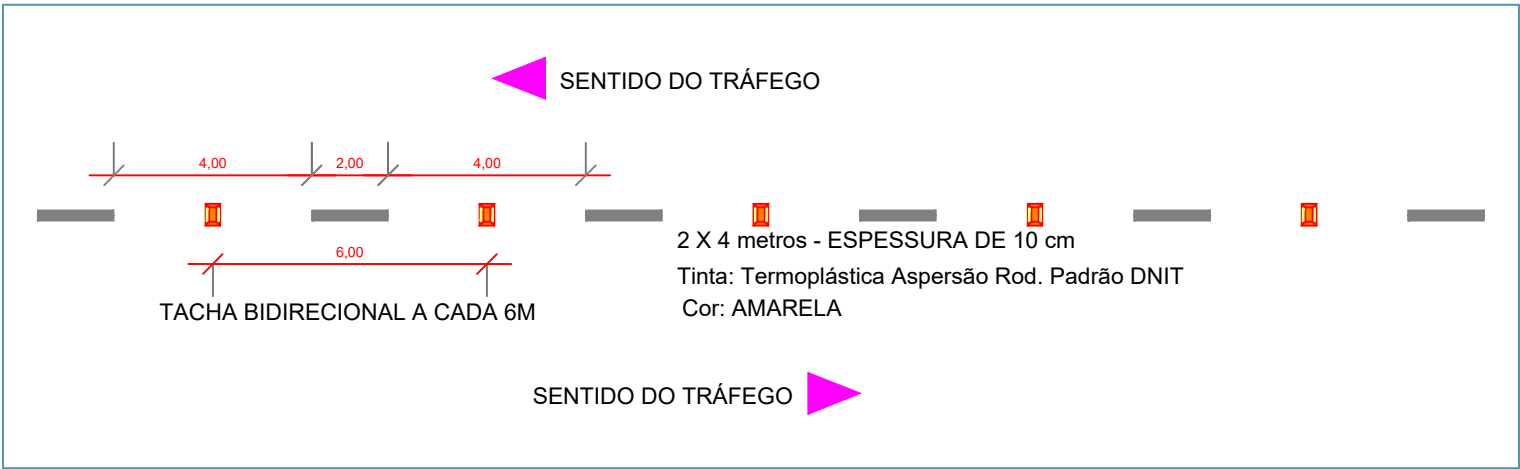 SENTIDO DO TRÁFEGO
4,00
2,00
4,00
2 X 4 metros - ESPESSURA DE 10 cm
6,00
Tinta: Termoplástica Aspersão Rod. Padrão DNIT
TACHA BIDIRECIONAL A CADA 6M
Cor: AMARELA
SENTIDO DO TRÁFEGO